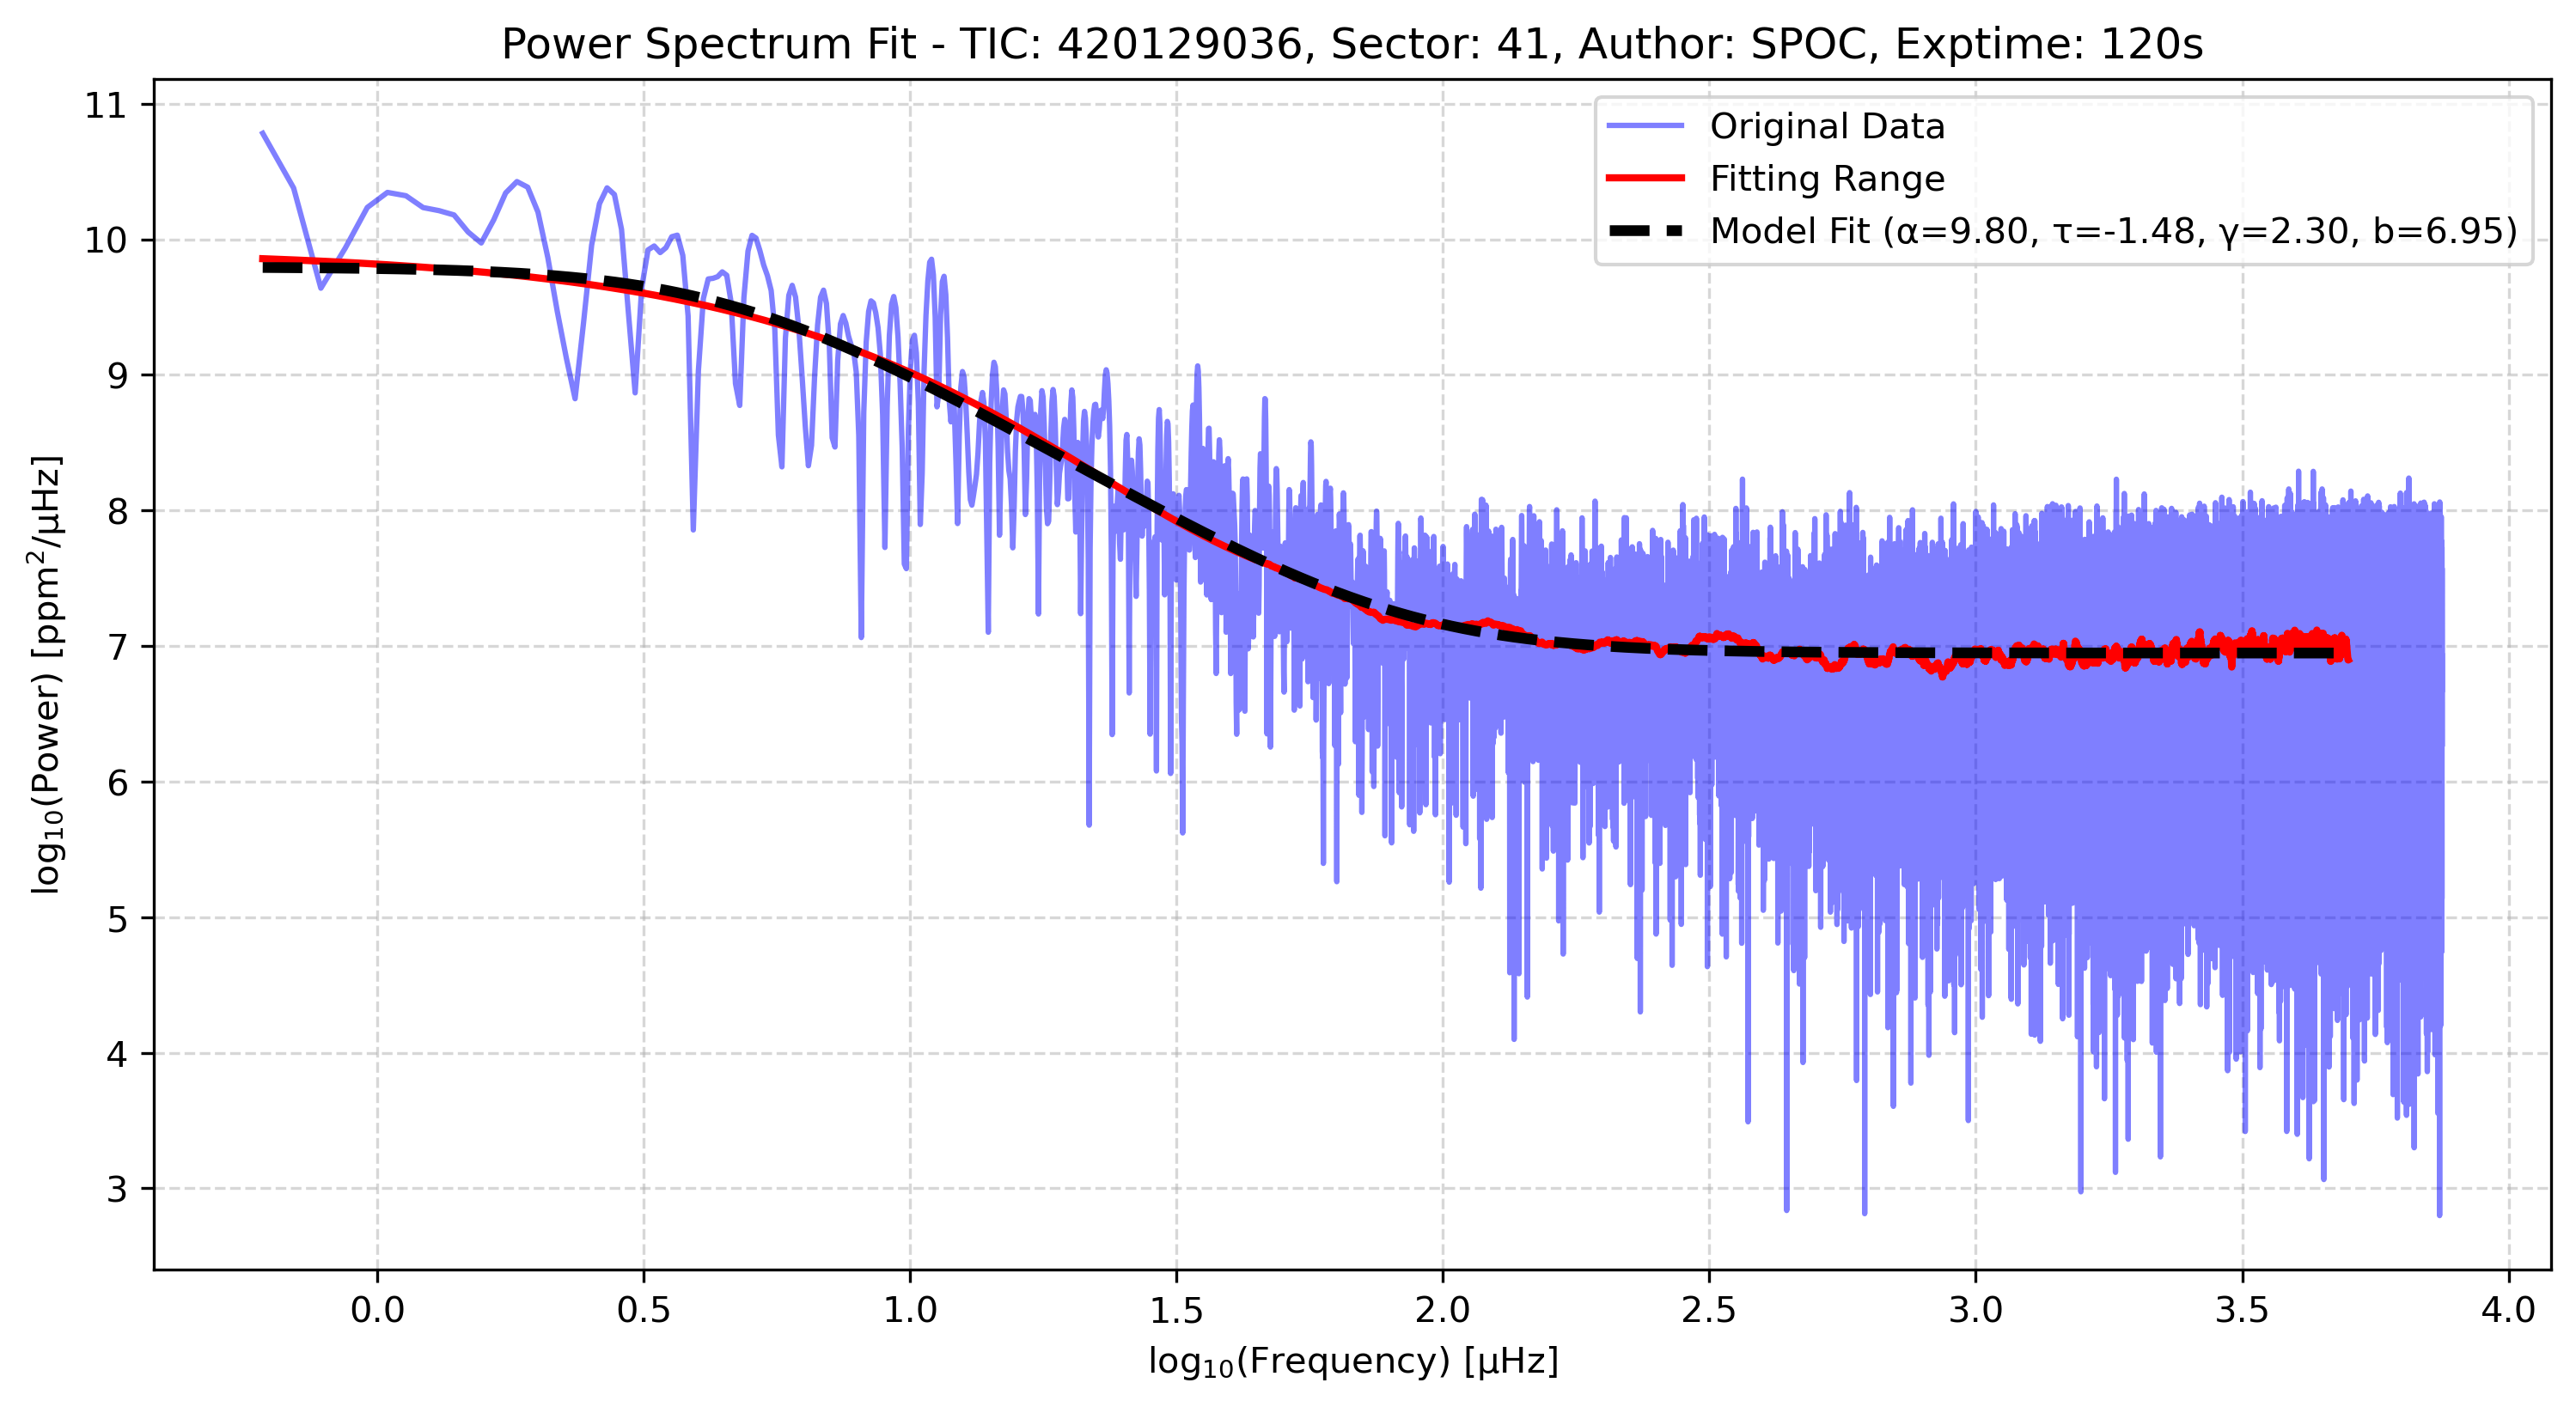 Power Spectrum Fit - TIC: 420129036, Sector: 41, Author: SPOC, Exptime: 120s
Original Data
Fitting Range
Model Fit (α=9.80, τ=-1.48, γ=2.30, b=6.95)
log₁₀(Power) [ppm²/μHz]
11
10
9
8
7
6
5
4
3
0.0 0.5 1.0 1.5 2.0 2.5 3.0 3.5 4.0
log₁₀(Frequency) [μHz]